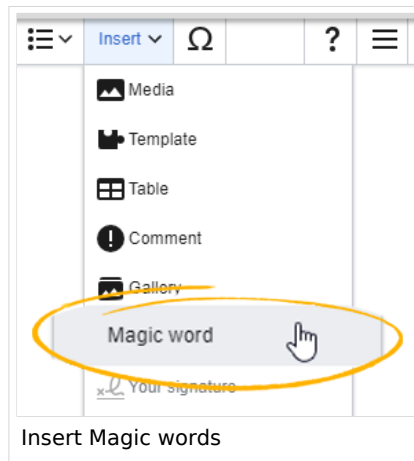 Insert Ω ?
Media
Template
Table
Comment
Gallery
Magic word
Your signature
Insert Magic words